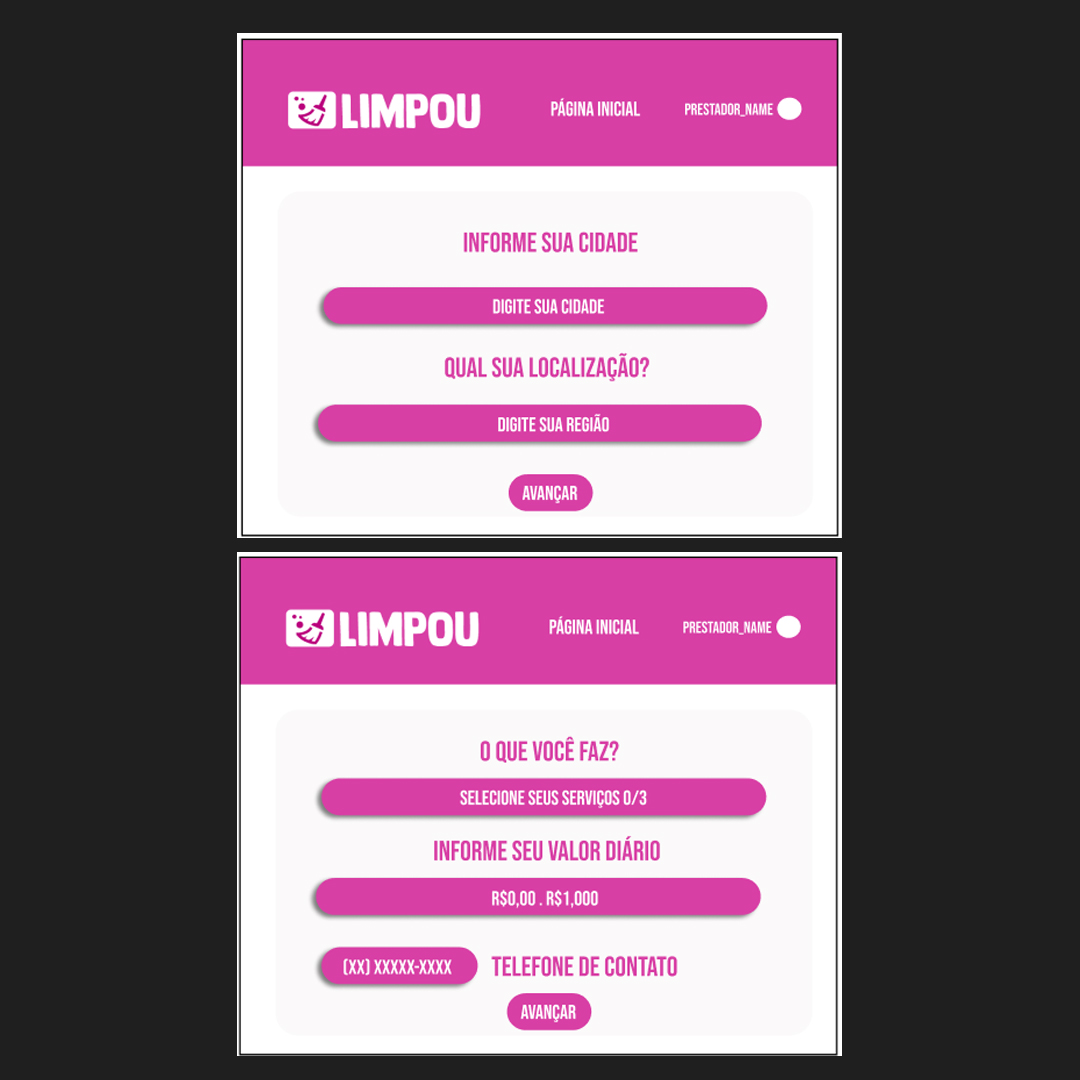 LIMPOU
PÁGINA INICIAL
PRESTADOR_NAME
INFORME SUA CIDADE
DIGITE SUA CIDADE
QUAL SUA LOCALIZAÇÃO?
DIGITE SUA REGIÃO
AVANÇAR
LIMPOU
PÁGINA INICIAL
PRESTADOR_NAME
O QUE VOCÊ FAZ?
SELECIONE SEUS SERVIÇOS 0/3
INFORME SEU VALOR DIÁRIO
R$0,00 . R$1,000
(XX) XXXXX-XXXX TELEFONE DE CONTATO
AVANÇAR